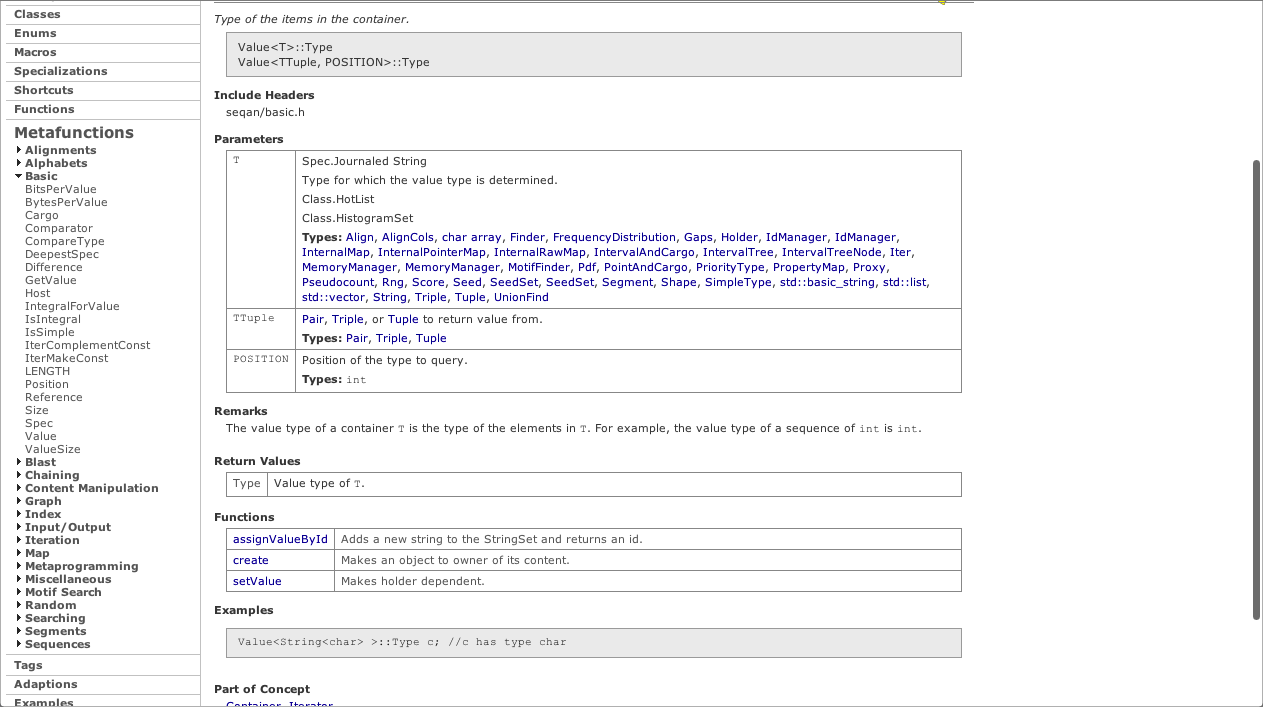 Classes
Enums
Macros
Specializations
Shortcuts
Functions
Metafunctions
Alignments
Alphabets
Basic
BitsPerValue
BytesPerValue
Cargo
Comparator
CompareType
DeepestSpec
Difference
GetValue
Host
IntegralForValue
IsIntegral
IsSimple
IterComplementConst
IterMakeConst
LENGTH
Position
Reference
Size
Spec
Value
ValueSize
Blast
Chaining
Content Manipulation
Graph
Index
Input/Output
Iteration
Map
Metaprogramming
Miscellaneous
Motif Search
Random
Searching
Segments
Sequences
Tags
Adaptions
Examples
Type of the items in the container.
Value<T>::Type
Value<TTuple, POSITION>::Type
Include Headers
seqan/basic.h
Parameters
T
Spec.Journaled String
Type for which the value type is determined.
Class.HotList
Class.HistogramSet
Types: Align, AlignCols, char array, Finder, FrequencyDistribution, Gaps, Holder, IdManager, IdManager,
InternalMap, InternalPointerMap, InternalRawMap, IntervalAndCargo, IntervalTree, IntervalTreeNode, Iter,
MemoryManager, MemoryManager, MotifFinder, Pdf, PointAndCargo, PriorityType, PropertyMap, Proxy,
Pseudocount, Rng, Score, Seed, SeedSet, SeedSet, Segment, Shape, SimpleType, std::basic_string, std::list,
std::vector, String, Triple, Tuple, UnionFind
TTuple
Pair, Triple, or Tuple to return value from.
Types: Pair, Triple, Tuple
POSITION
Position of the type to query.
Types: int
Remarks
The value type of a container T is the type of the elements in T. For example, the value type of a sequence of int is int.
Return Values
Type Value type of T.
Functions
assignValueById Adds a new string to the StringSet and returns an id.
create Makes an object to owner of its content.
setValue Makes holder dependent.
Examples
Value<String<char> >::Type c; //c has type char
Part of Concept
Container, Iterator